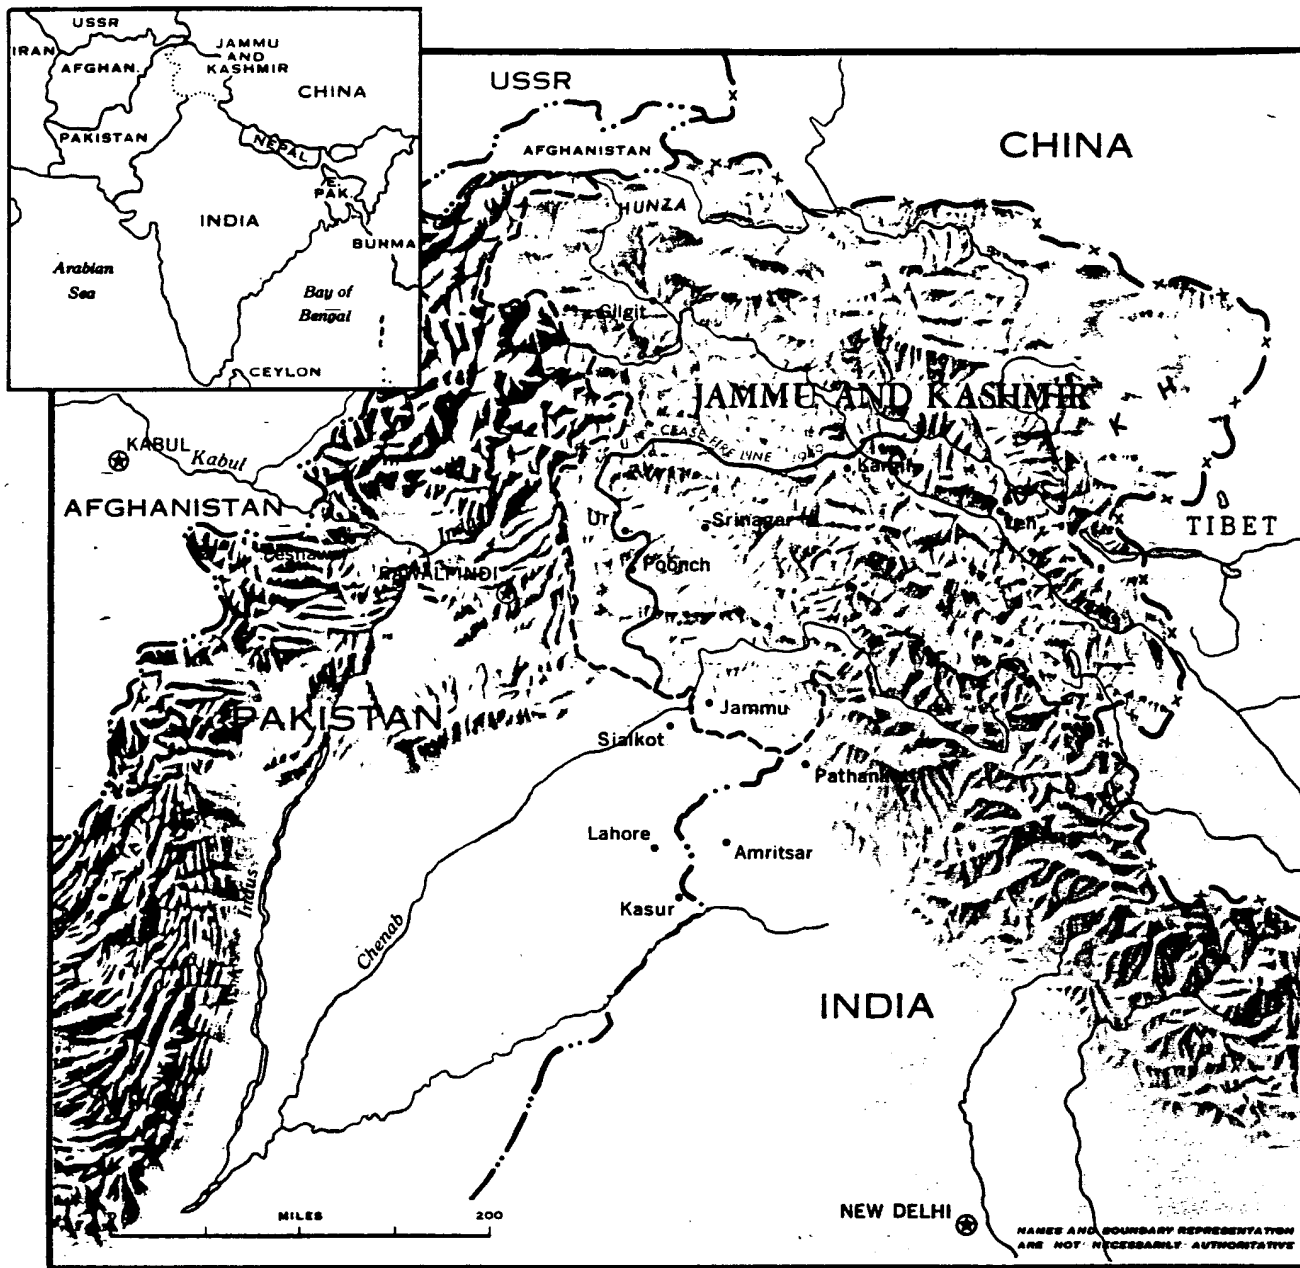 USSR
IRAN
AFGHAN.
JAMMU
AND
KASHMIR
CHINA
PAKISTAN
NEPAL
E.
PAK.
INDIA
BURMA
Arabian
Sea
Bay of
Bengal
CEYLON
USSR
CHINA
AFGHANISTAN
HUNZA
Gilgit
JAMMU AND KASHMIR
K H
CEASE-FIRE LINE
KABUL
Kabul
AFGHANISTAN
Indus
Srinagar
TIBET
RAWALPINDI
Poonch
PAKISTAN
Jammu
Sialkot
Lahore
Amritsar
Kasur
Indus
Chenab
INDIA
MILES
200
NEW DELHI
NAMES AND BOUNDARY REPRESENTATION
ARE NOT NECESSARILY AUTHORITATIVE